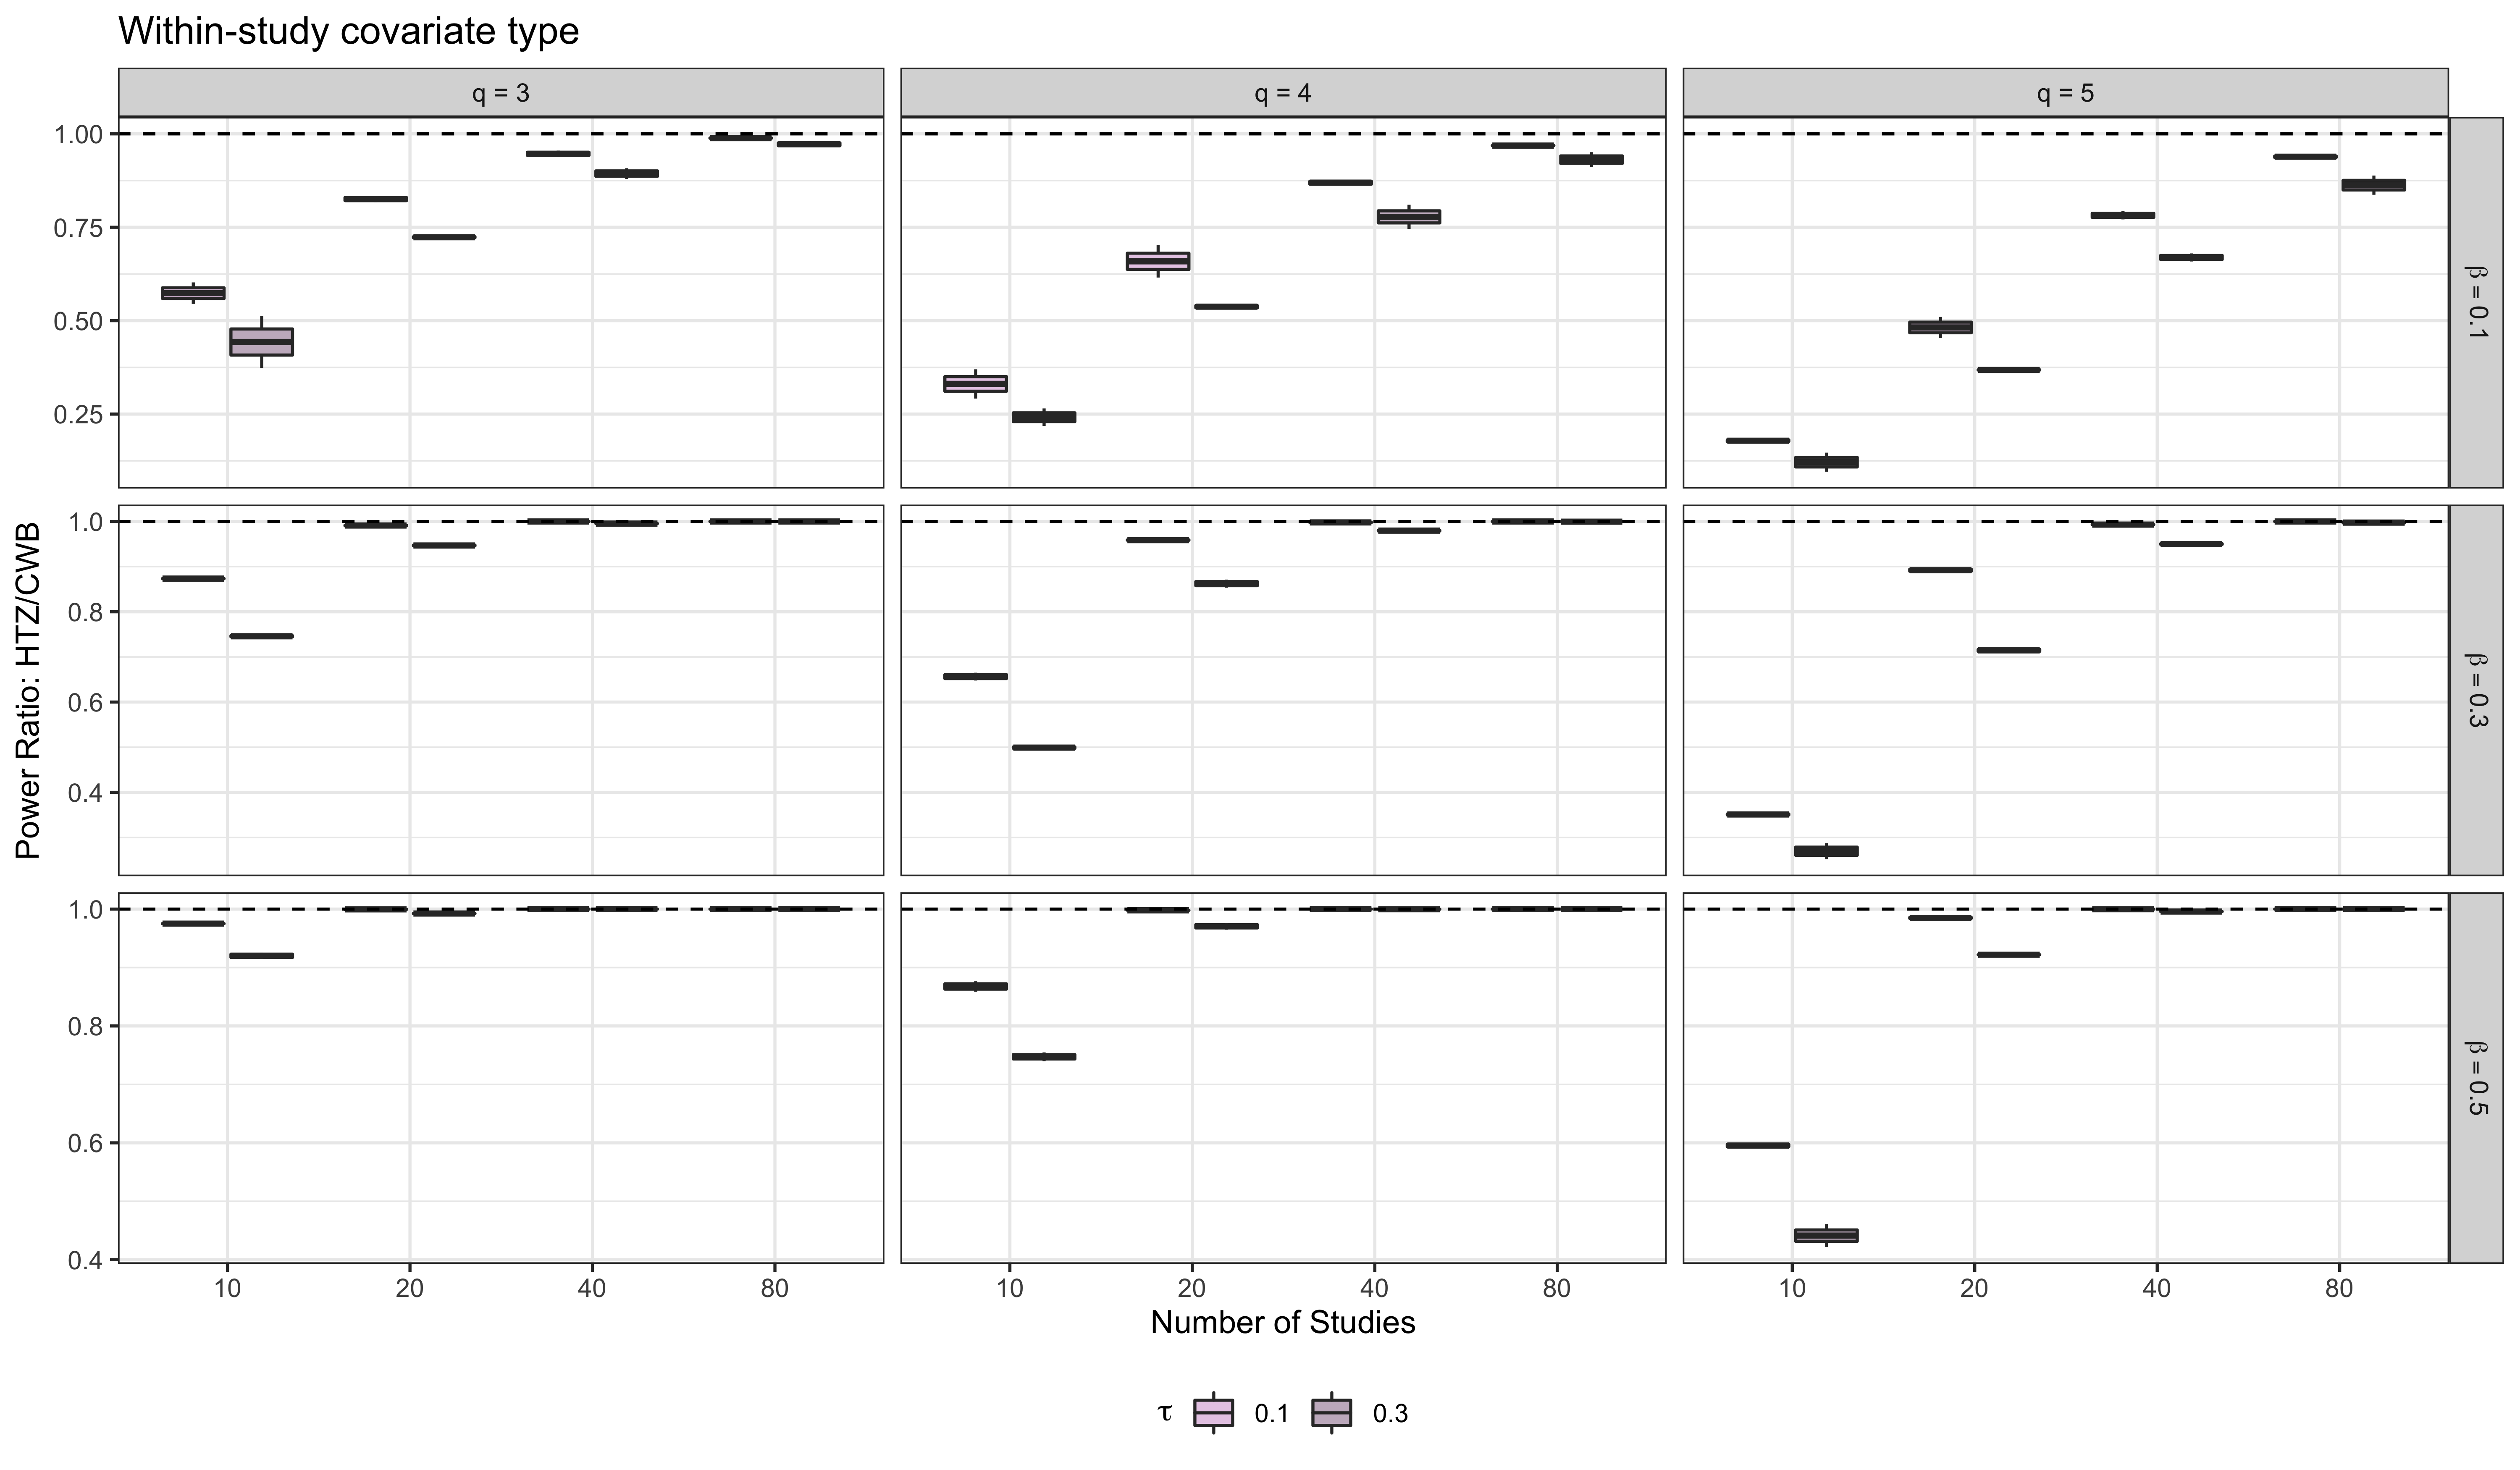 Within-study covariate type
q = 3
q = 4
q = 5
1.00
0.75
0.50
0.25
β = 0.1
1.0
0.8
0.6
0.4
β = 0.3
1.0
0.8
0.6
0.4
β = 0.5
Power Ratio: HTZ/CWB
10 20 40 80
10 20 40 80
10 20 40 80
Number of Studies
τ 0.1 0.3